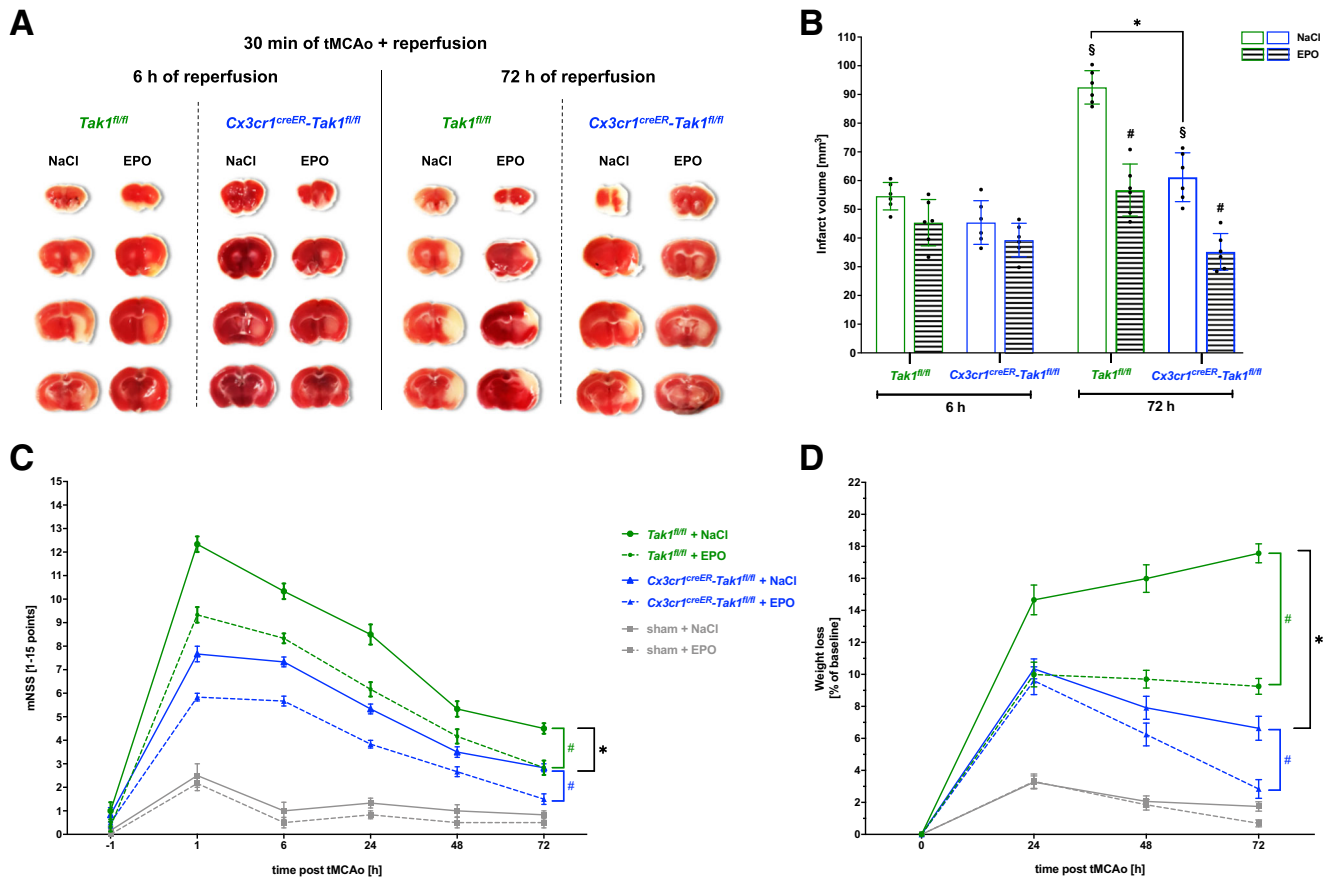 A
30 min of tMCAo + reperfusion
6 h of reperfusion
72 h of reperfusion
Tak1fl/fl
Cx3cr1creER-Tak1fl/fl
Tak1fl/fl
Cx3cr1creER-Tak1fl/fl
NaCl EPO NaCl EPO NaCl EPO NaCl EPO
B
Infarct volume [mm3]
110
100
90
80
70
60
50
40
30
20
10
0
*
§
#
§
#
NaCl
EPO
Tak1fl/fl
Cx3cr1creER-Tak1fl/fl
Tak1fl/fl
Cx3cr1creER-Tak1fl/fl
6 h
72 h
C
mNSS [1-15 points]
15
14
13
12
11
10
9
8
7
6
5
4
3
2
1
0
-1 1 6 24 48 72
time post tMCAo [h]
#
#
*
Tak1fl/fl + NaCl
Tak1fl/fl + EPO
Cx3cr1creER-Tak1fl/fl + NaCl
Cx3cr1creER-Tak1fl/fl + EPO
sham + NaCl
sham + EPO
D
Weight loss
[% of baseline]
22
20
18
16
14
12
10
8
6
4
2
0
0 24 48 72
time post tMCAo [h]
#
#
*